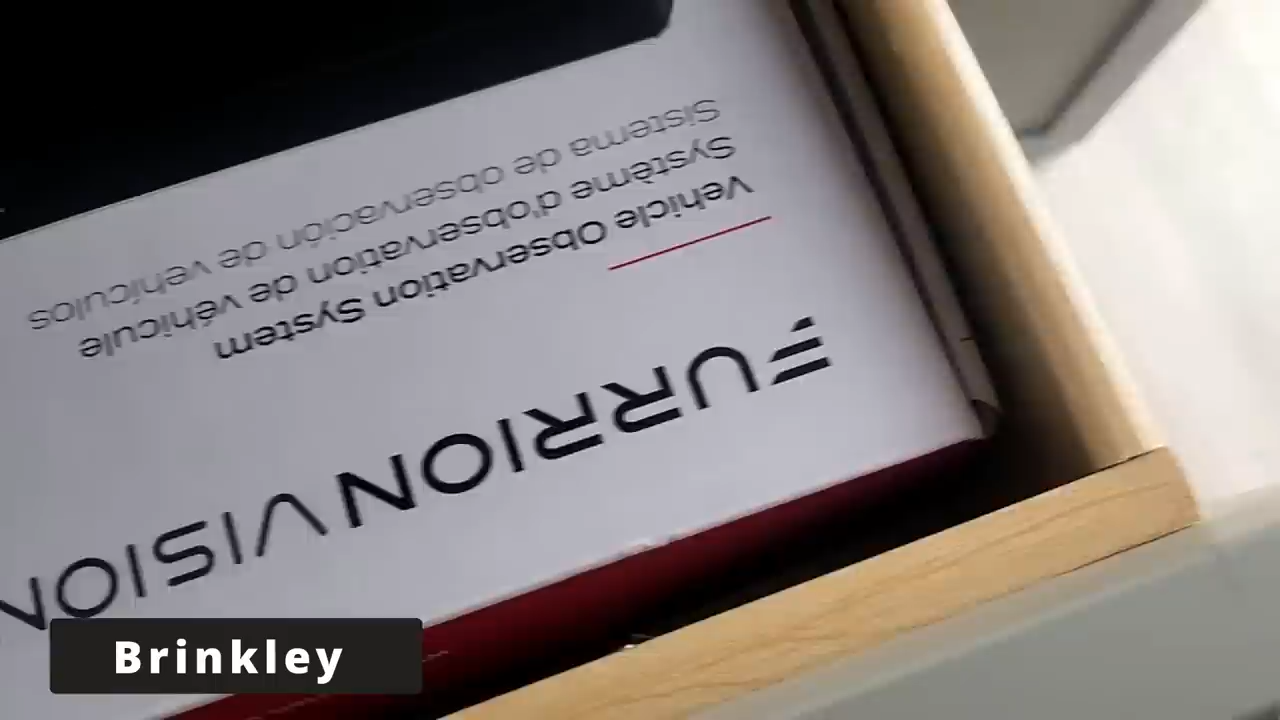 FURRION VISION
Vehicle Observation System
Système d'observation de véhicule
Sistema de observación de vehículos
Brinkley